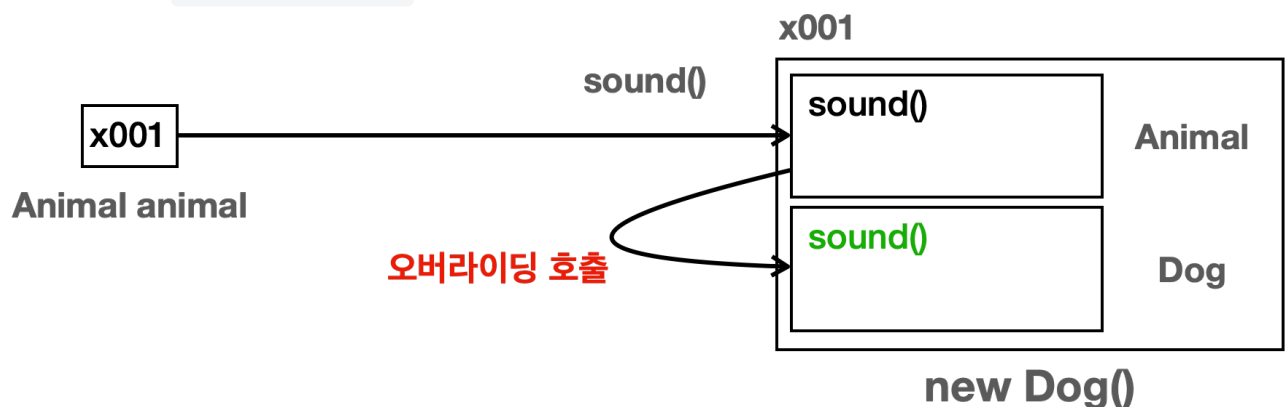 x001
sound()
sound()
x001
Animal
Animal animal
sound()
오버라이딩 호출
Dog
new Dog()